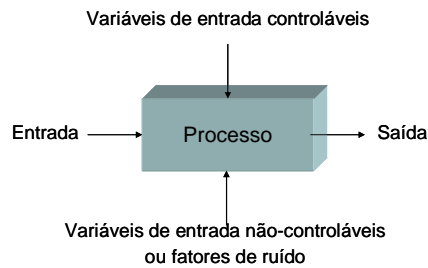 Variáveis de entrada controláveis
Entrada
Processo
Saída
Variáveis de entrada não-controláveis
ou fatores de ruído